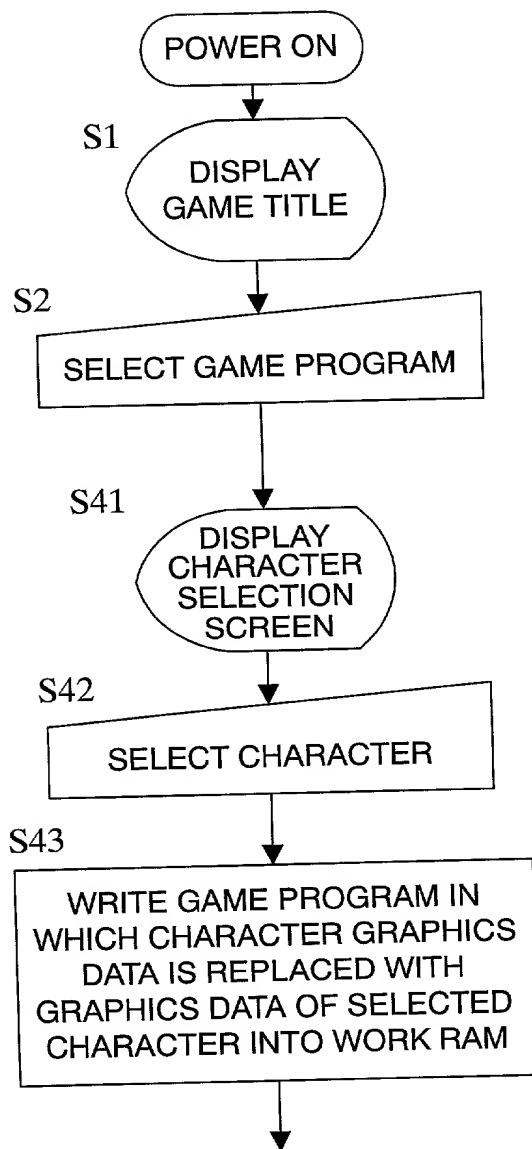 POWER ON
S1
DISPLAY
GAME TITLE
S2
SELECT GAME PROGRAM
S41
DISPLAY
CHARACTER
SELECTION
SCREEN
S42
SELECT CHARACTER
S43
WRITE GAME PROGRAM IN
WHICH CHARACTER GRAPHICS
DATA IS REPLACED WITH
GRAPHICS DATA OF SELECTED
CHARACTER INTO WORK RAM